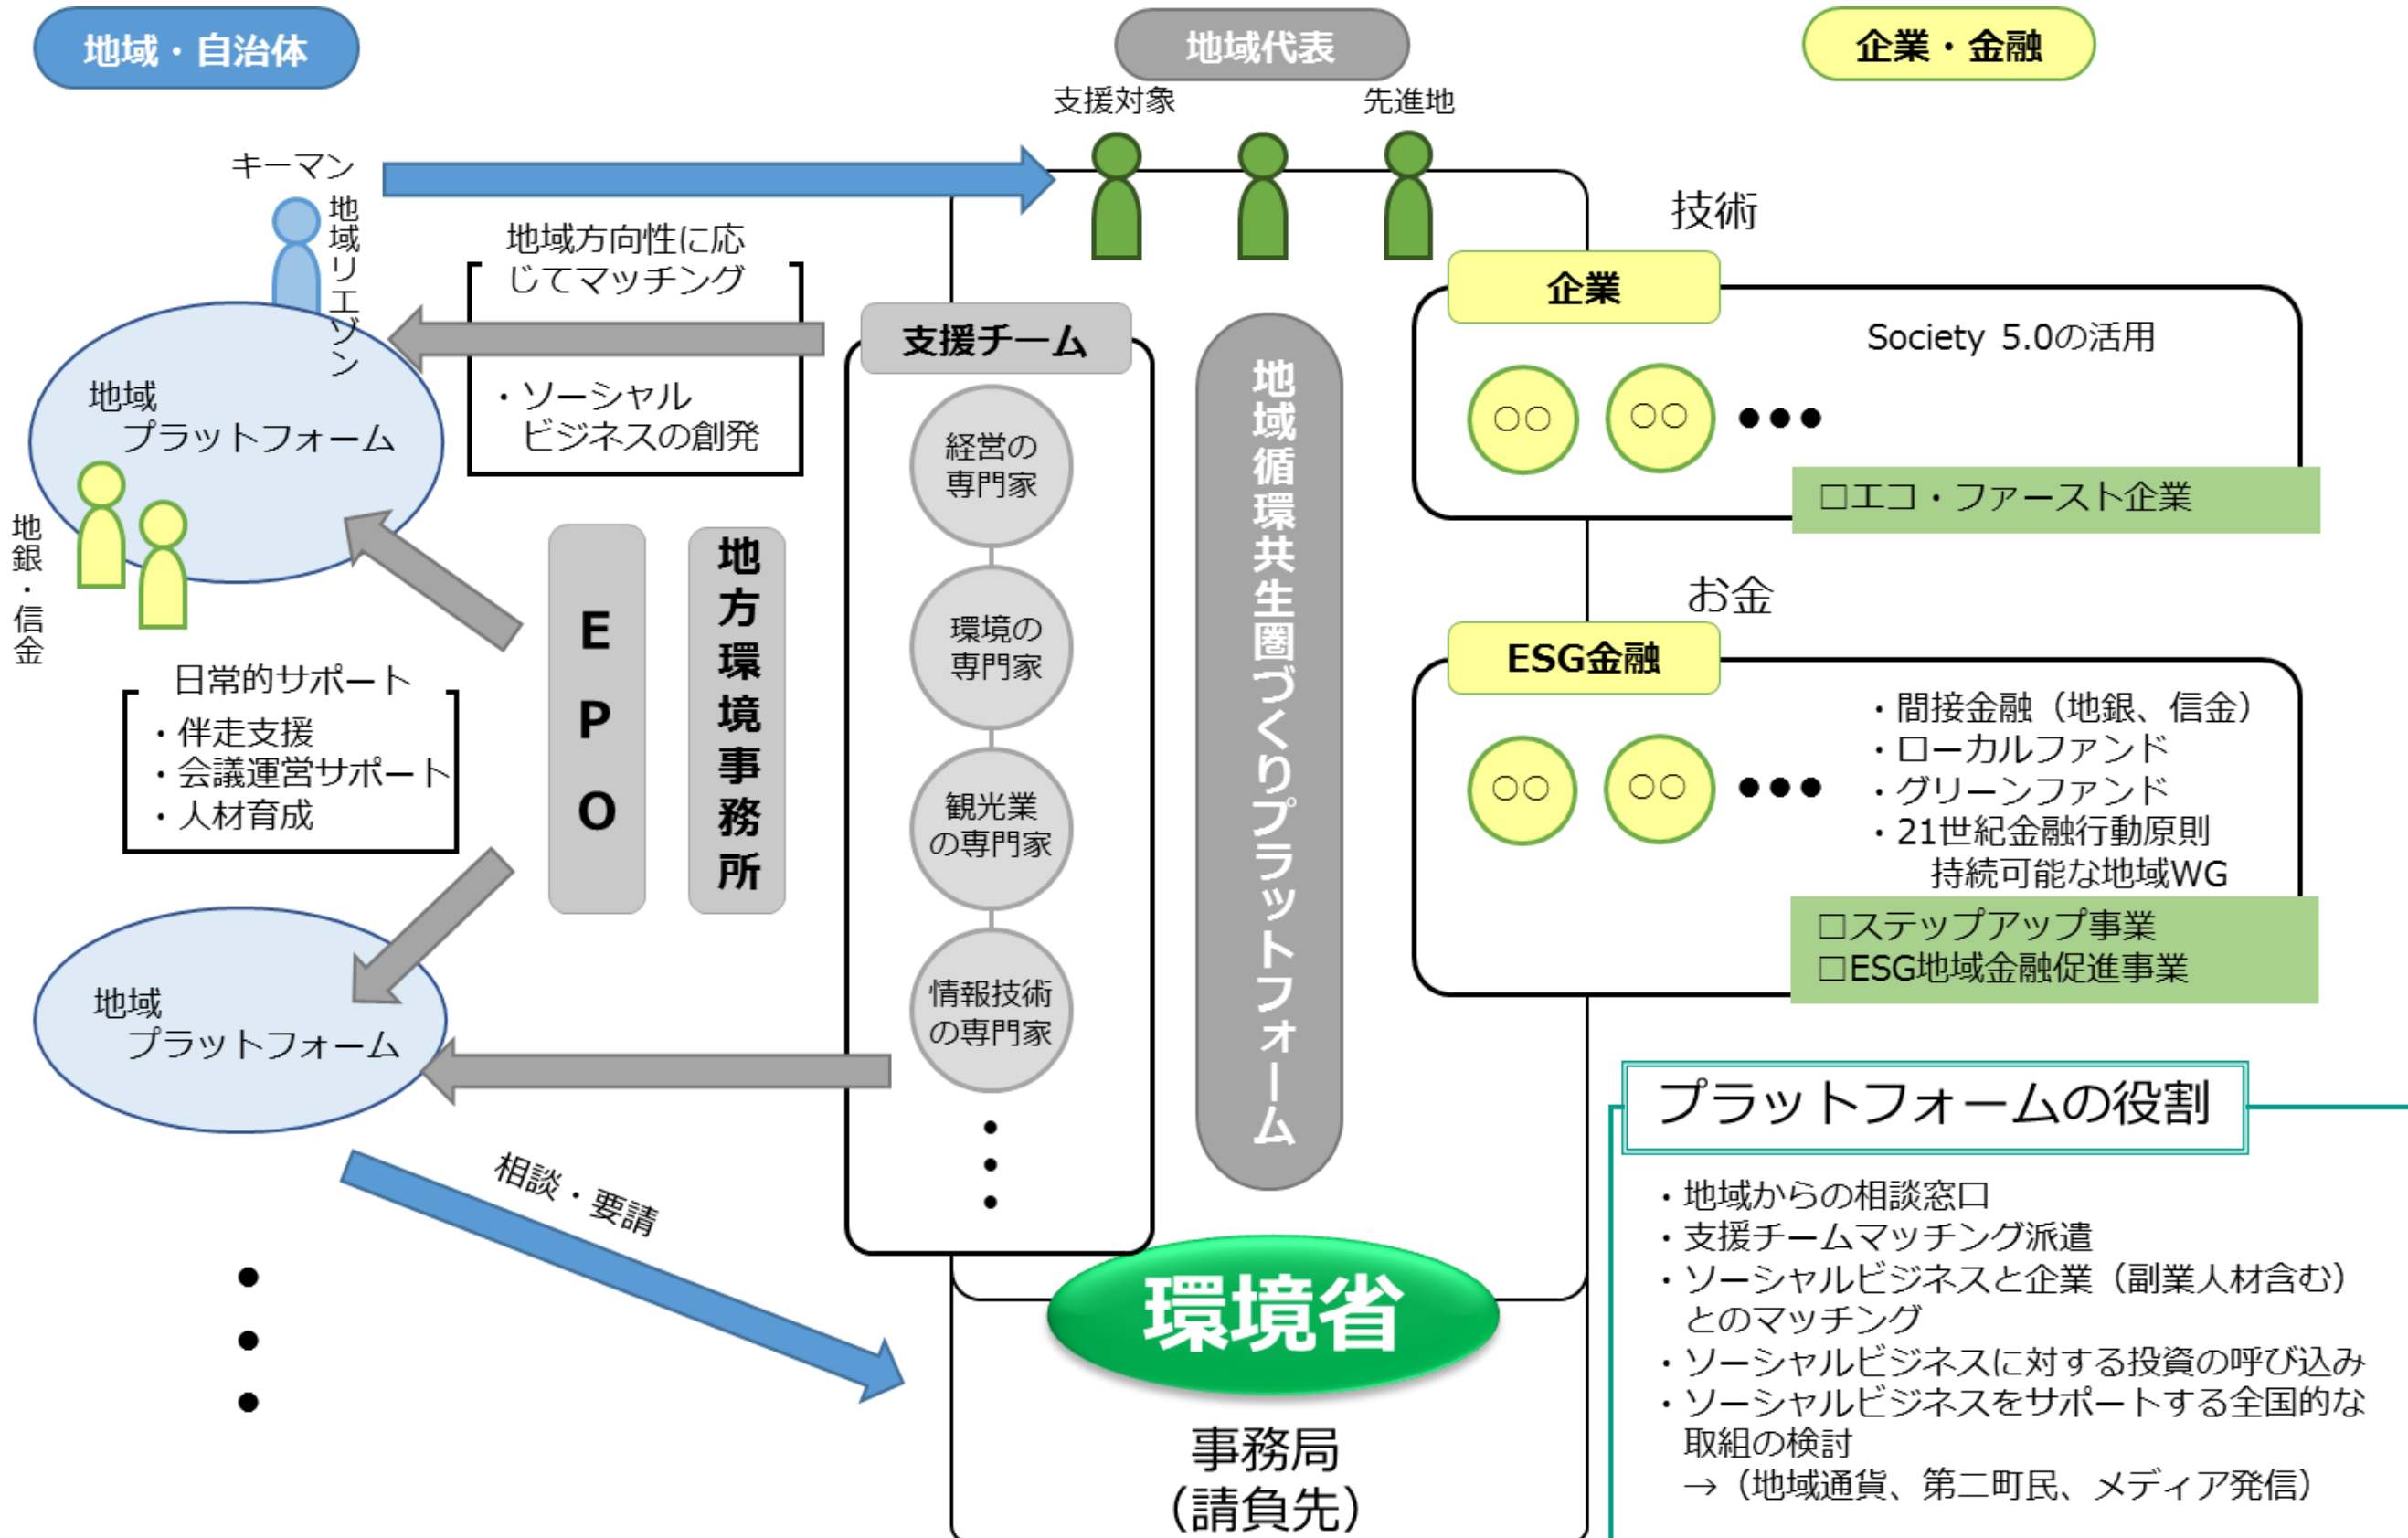 地域・自治体
地域代表
企業・金融
支援対象
先進地
キーマン
地域リエゾン
地域方向性に応
じてマッチング
・ソーシャル
ビジネスの創発
地域
プラットフォーム
地銀・信金
日常的サポート
・伴走支援
・会議運営サポート
・人材育成
EPO
地方環境事務所
地域
プラットフォーム
相談・要請
支援チーム
経営の
専門家
環境の
専門家
観光業
の専門家
情報技術
の専門家
地域循環共生圏づくりプラットフォーム
環境省
事務局
（請負先）
技術
企業
Society 5.0の活用
○○
○○
●●●
□エコ・ファースト企業
お金
ESG金融
○○
○○
●●●
・間接金融（地銀、信金）
・ローカルファンド
・グリーンファンド
・21世紀金融行動原則
持続可能な地域WG
□ステップアップ事業
□ESG地域金融促進事業
プラットフォームの役割
・地域からの相談窓口
・支援チームマッチング派遣
・ソーシャルビジネスと企業（副業人材含む）
とのマッチング
・ソーシャルビジネスに対する投資の呼び込み
・ソーシャルビジネスをサポートする全国的な
取組の検討
→（地域通貨、第二町民、メディア発信）